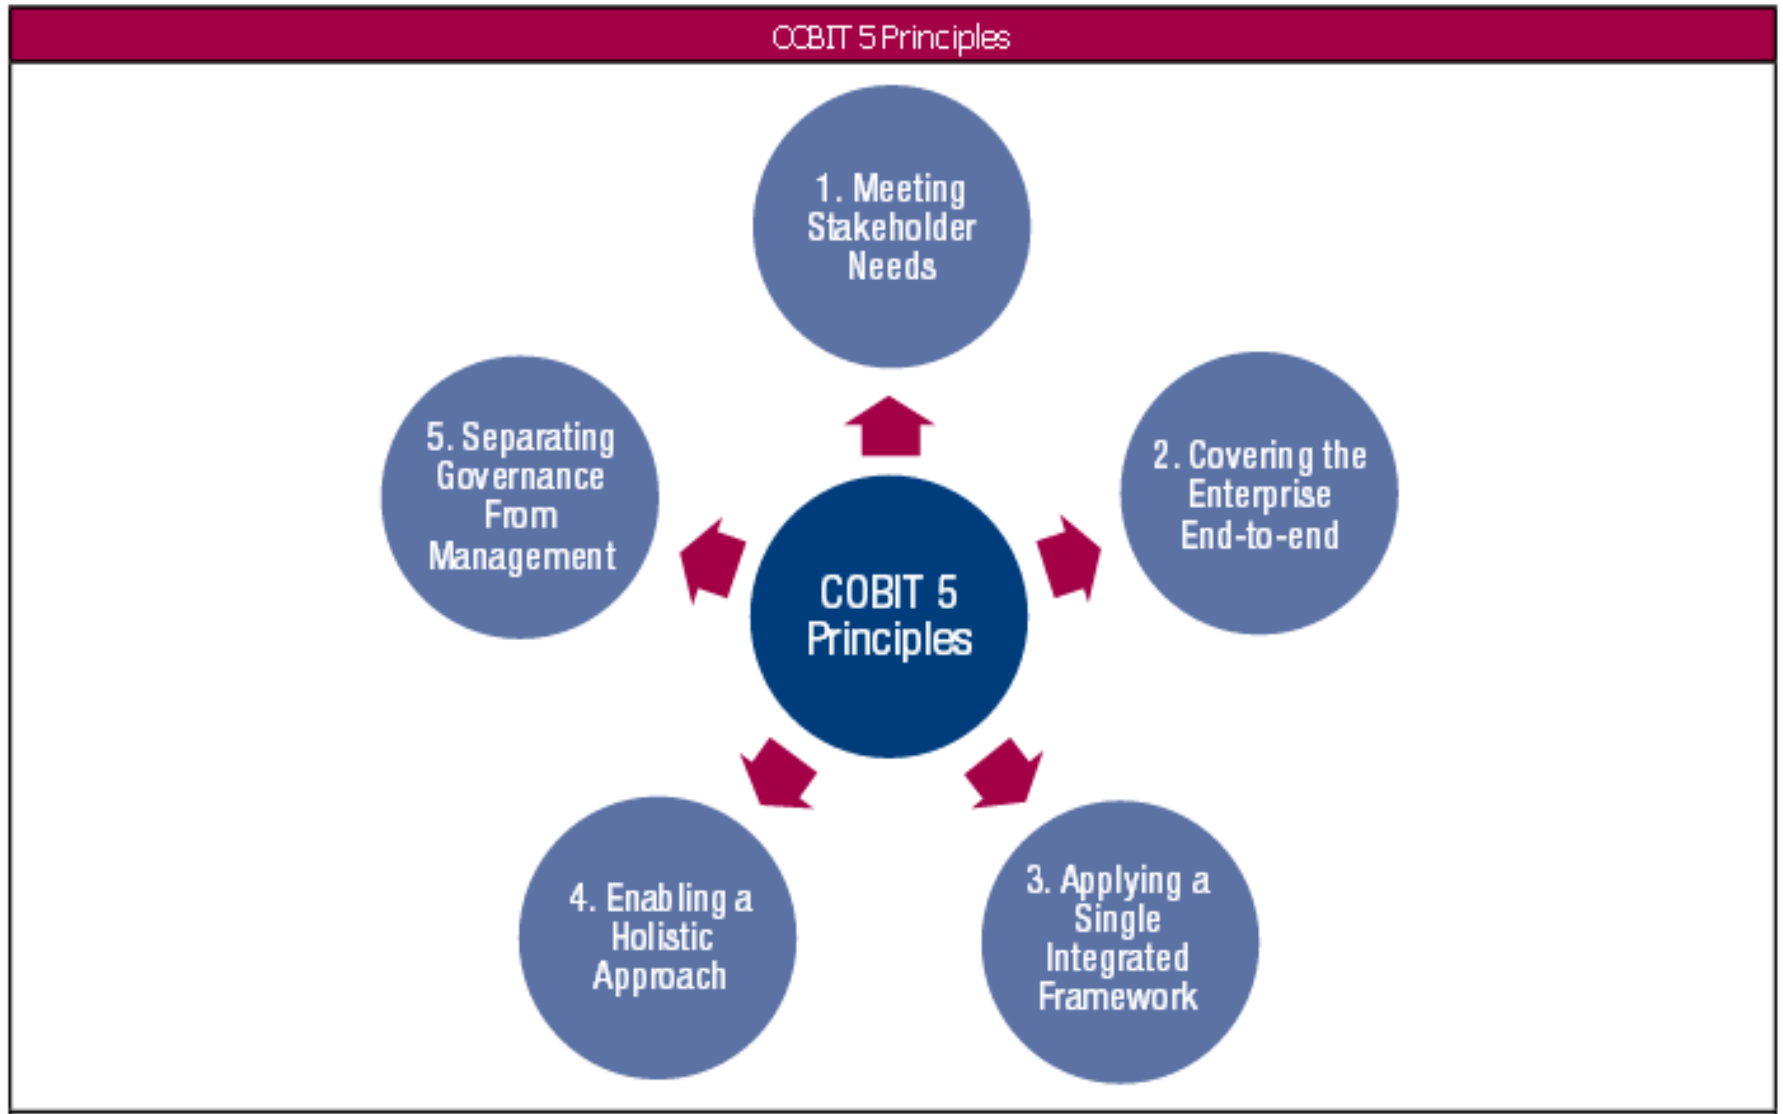 COBIT 5 Principles
1. Meeting
Stakeholder
Needs
2. Covering the
Enterprise
End-to-end
3. Applying a
Single
Integrated
Framework
4. Enabling a
Holistic
Approach
5. Separating
Governance
From
Management
COBIT 5
Principles